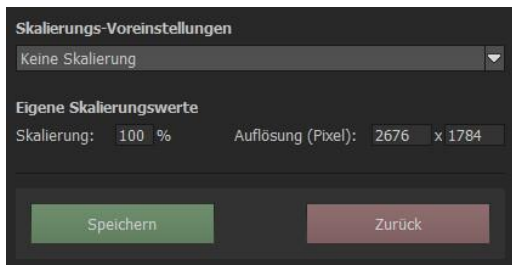 Skalierungs-Voreinstellungen
Keine Skalierung
Eigene Skalierungswerte
Skalierung: 100 % Auflösung (Pixel): 2676 x 1784
Speichern Zurück